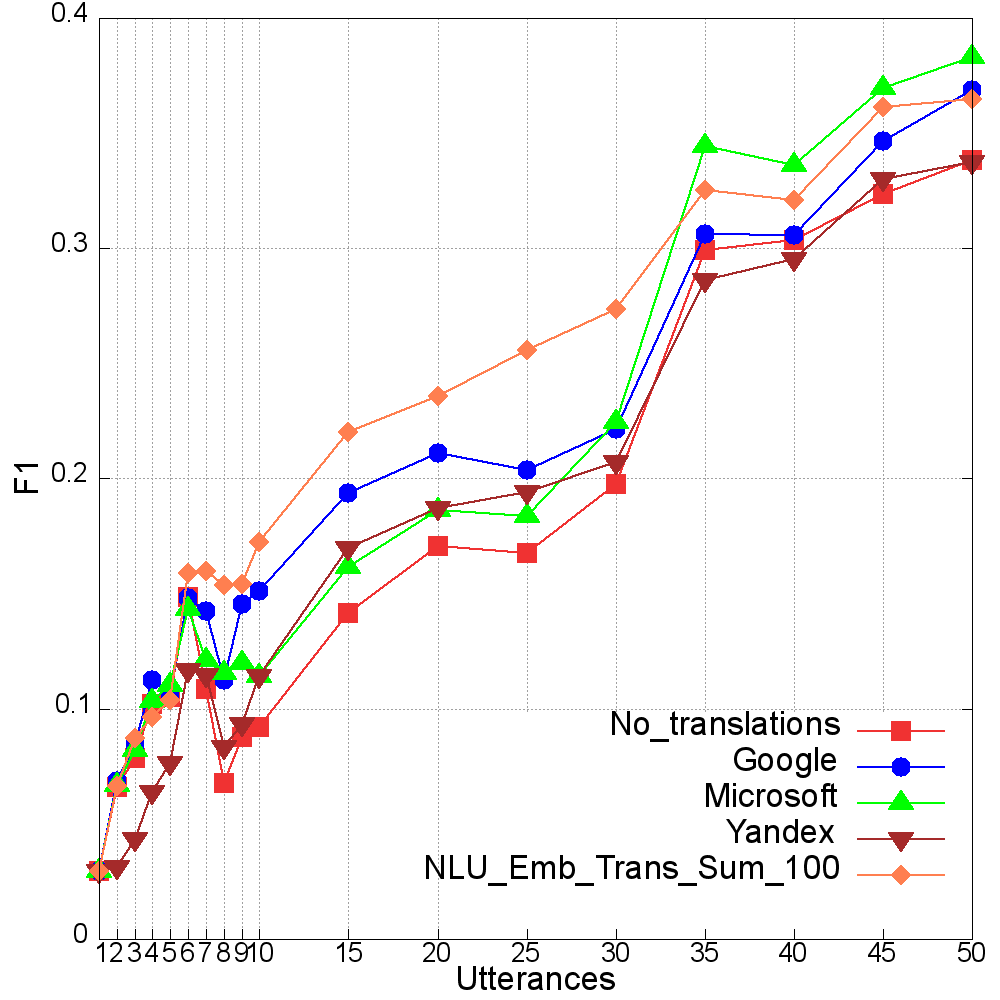 0.4
0.3
0.2
0.1
0
F1
No_translations
Google
Microsoft
Yandex
NLU_Emb_Trans_Sum_100
1 2 3 4 5 6 7 8 9 10 15 20 25 30 35 40 45 50
Utterances